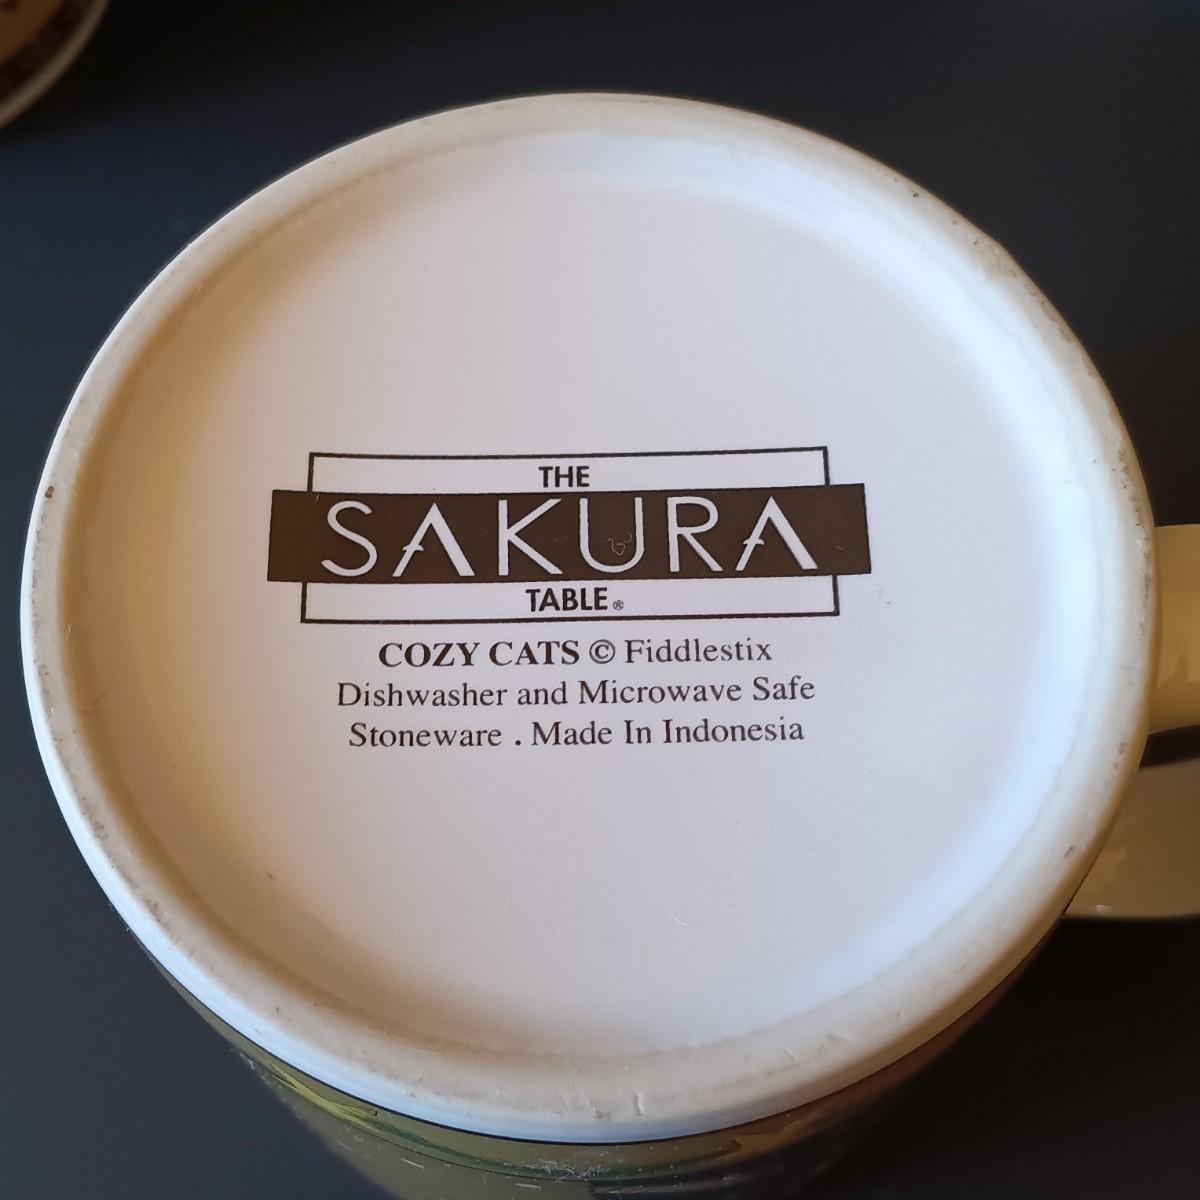 THE
SAKURA
TABLE®
COZY CATS © Fiddlestix
Dishwasher and Microwave Safe
Stoneware . Made In Indonesia